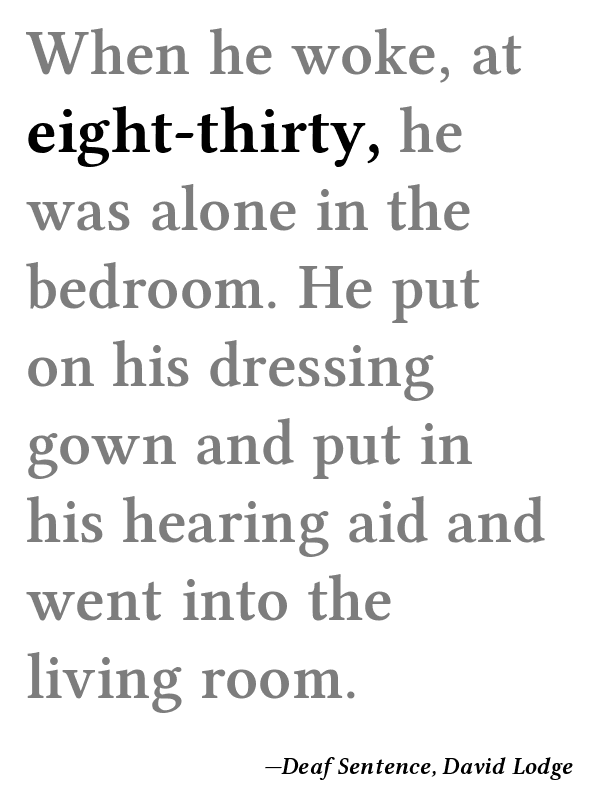 When he woke, at
eight-thirty, he
was alone in the
bedroom. He put
on his dressing
gown and put in
his hearing aid and
went into the
living room.
—Deaf Sentence, David Lodge